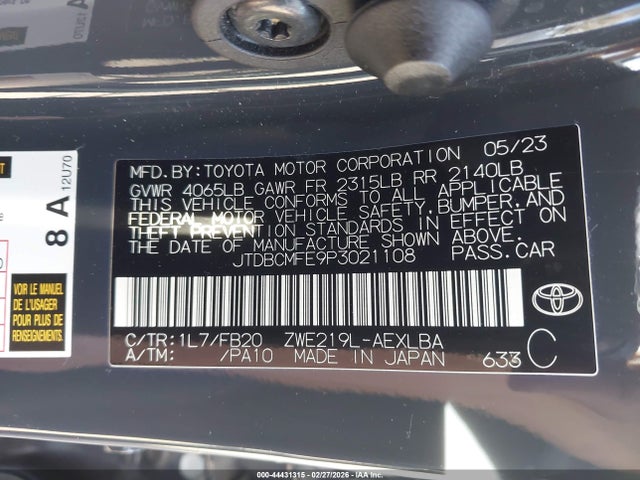 MFD.BY:TOYOTA MOTOR CORPORATION 05/23
GVWR 4065LB GAWR FR 2315LB RR 2140LB
THIS VEHICLE CONFORMS TO ALL APPLICABLE
FEDERAL MOTOR VEHICLE SAFETY,BUMPER,AND
THEFT PREVENTION STANDARDS IN EFFECT ON
THE DATE OF MANUFACTURE SHOWN ABOVE.
JTDBCMFE9P3021108 PASS.CAR
C/TR:1L7/FB20 ZWE219L-AEXLBA
A/TM: /PA10 MADE IN JAPAN 633 C
8 A 12U70
VOIR LE MANUEL
DE L'USAGER
POUR PLUS DE
RENSEIGNEMENTS
000-44431315 02/27/2026 IAAI.COM